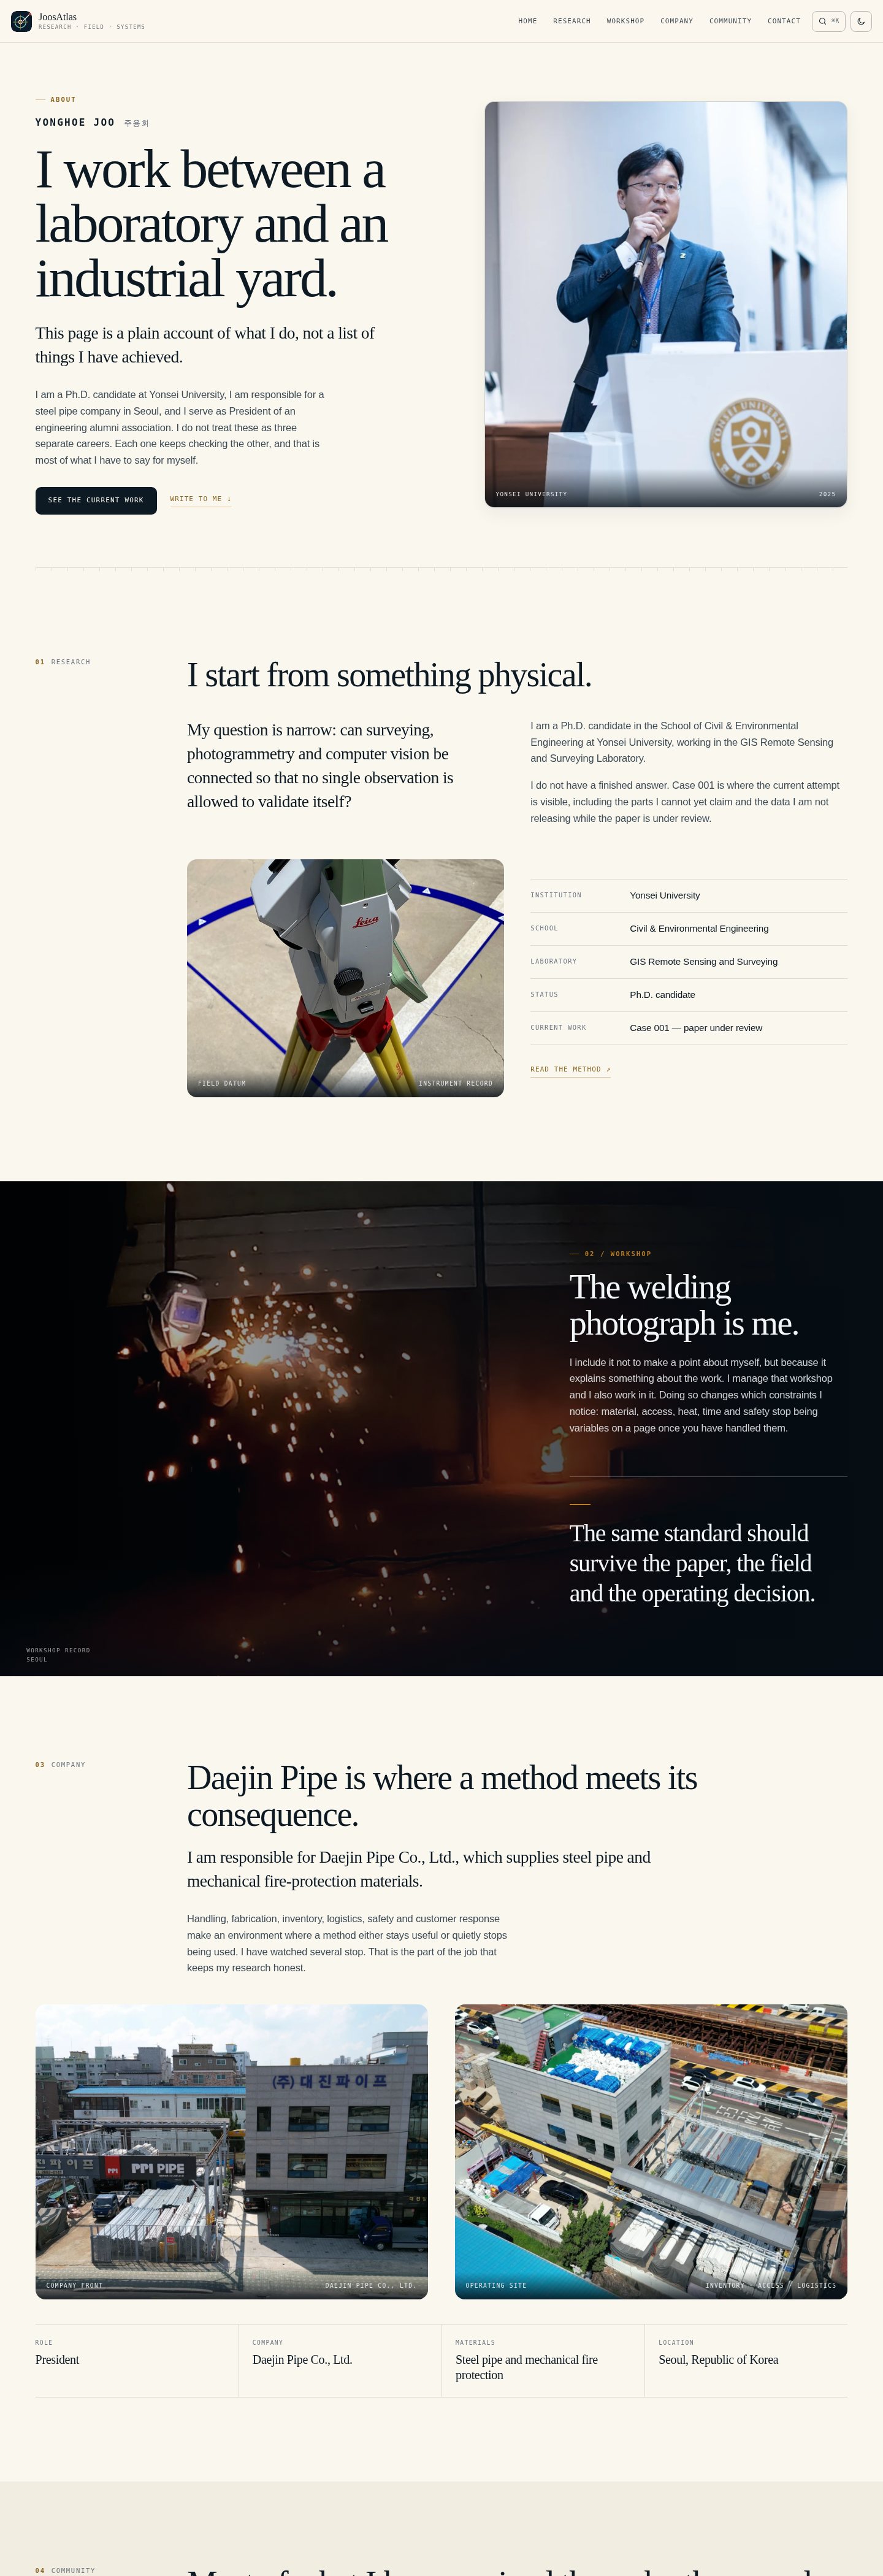 JoosAtlas
RESEARCH · FIELD · SYSTEMS
HOME RESEARCH WORKSHOP COMPANY COMMUNITY CONTACT ⌘K
ABOUT
YONGHOE JOO 주용회
I work between a
laboratory and an
industrial yard.
This page is a plain account of what I do, not a list of
things I have achieved.
I am a Ph.D. candidate at Yonsei University, I am responsible for a
steel pipe company in Seoul, and I serve as President of an
engineering alumni association. I do not treat these as three
separate careers. Each one keeps checking the other, and that is
most of what I have to say for myself.
SEE THE CURRENT WORK
WRITE TO ME ↓
YONSEI UNIVERSITY
YONSEI UNIVERSITY 2025
01 RESEARCH
I start from something physical.
My question is narrow: can surveying,
photogrammetry and computer vision be
connected so that no single observation is
allowed to validate itself?
I am a Ph.D. candidate in the School of Civil & Environmental
Engineering at Yonsei University, working in the GIS Remote Sensing
and Surveying Laboratory.
I do not have a finished answer. Case 001 is where the current attempt
is visible, including the parts I cannot yet claim and the data I am not
releasing while the paper is under review.
Leica
FIELD DATUM INSTRUMENT RECORD
INSTITUTION Yonsei University
SCHOOL Civil & Environmental Engineering
LABORATORY GIS Remote Sensing and Surveying
STATUS Ph.D. candidate
CURRENT WORK Case 001 — paper under review
READ THE METHOD ↗
02 / WORKSHOP
The welding
photograph is me.
I include it not to make a point about myself, but because it
explains something about the work. I manage that workshop
and I also work in it. Doing so changes which constraints I
notice: material, access, heat, time and safety stop being
variables on a page once you have handled them.
The same standard should
survive the paper, the field
and the operating decision.
WORKSHOP RECORD
SEOUL
03 COMPANY
Daejin Pipe is where a method meets its
consequence.
I am responsible for Daejin Pipe Co., Ltd., which supplies steel pipe and
mechanical fire-protection materials.
Handling, fabrication, inventory, logistics, safety and customer response
make an environment where a method either stays useful or quietly stops
being used. I have watched several stop. That is the part of the job that
keeps my research honest.
(주)대진파이프
PPI PIPE
COMPANY FRONT DAEJIN PIPE CO., LTD.
OPERATING SITE INVENTORY / ACCESS / LOGISTICS
ROLE
President
COMPANY
Daejin Pipe Co., Ltd.
MATERIALS
Steel pipe and mechanical fire
protection
LOCATION
Seoul, Republic of Korea
04 COMMUNITY